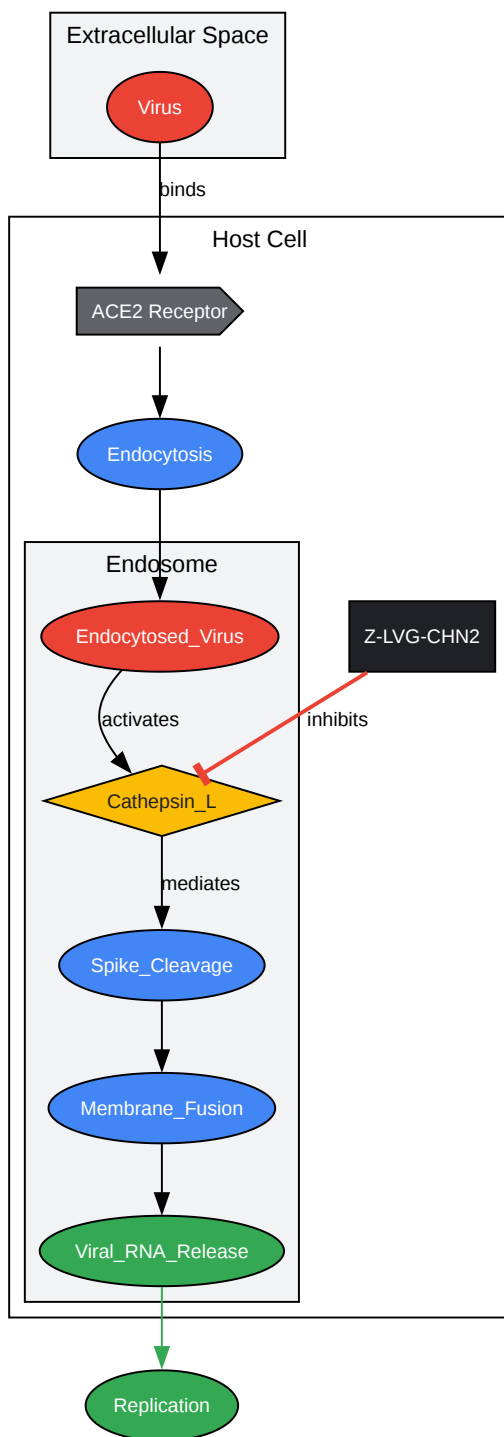 Extracellular Space
Virus
binds
Host Cell
ACE2 Receptor
Endocytosis
Endosome
Endocytosed_Virus
Z-LVG-CHN2
activates
inhibits
Cathepsin_L
mediates
Spike_Cleavage
Membrane_Fusion
Viral_RNA_Release
Replication